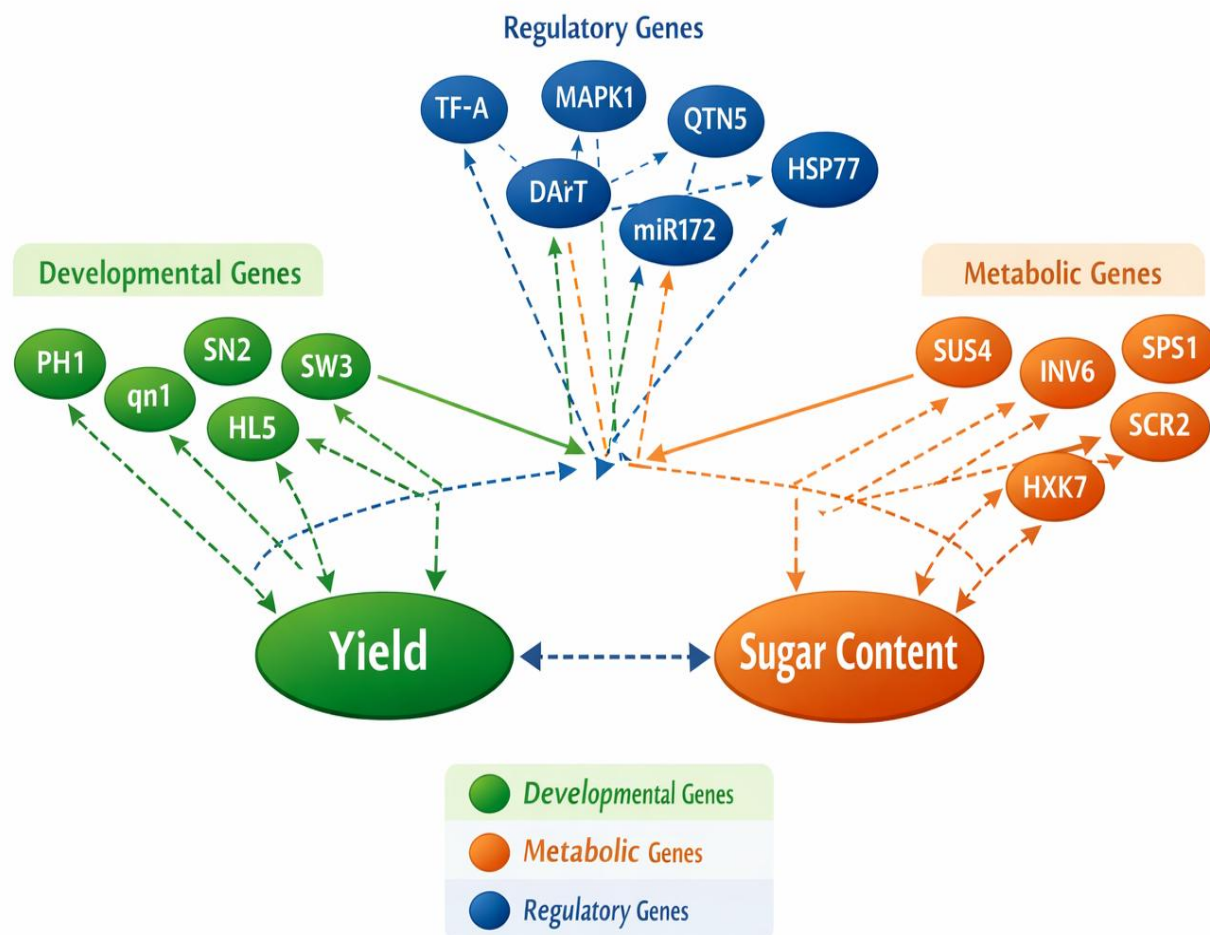 Regulatory Genes
TF-A
MAPK1
QTN5
HSP77
DArT
miR172
Developmental Genes
PH1
qn1
SN2
SW3
HL5
Metabolic Genes
SUS4
INV6
SPS1
SCR2
HXK7
Yield
Sugar Content
Developmental Genes
Metabolic Genes
Regulatory Genes